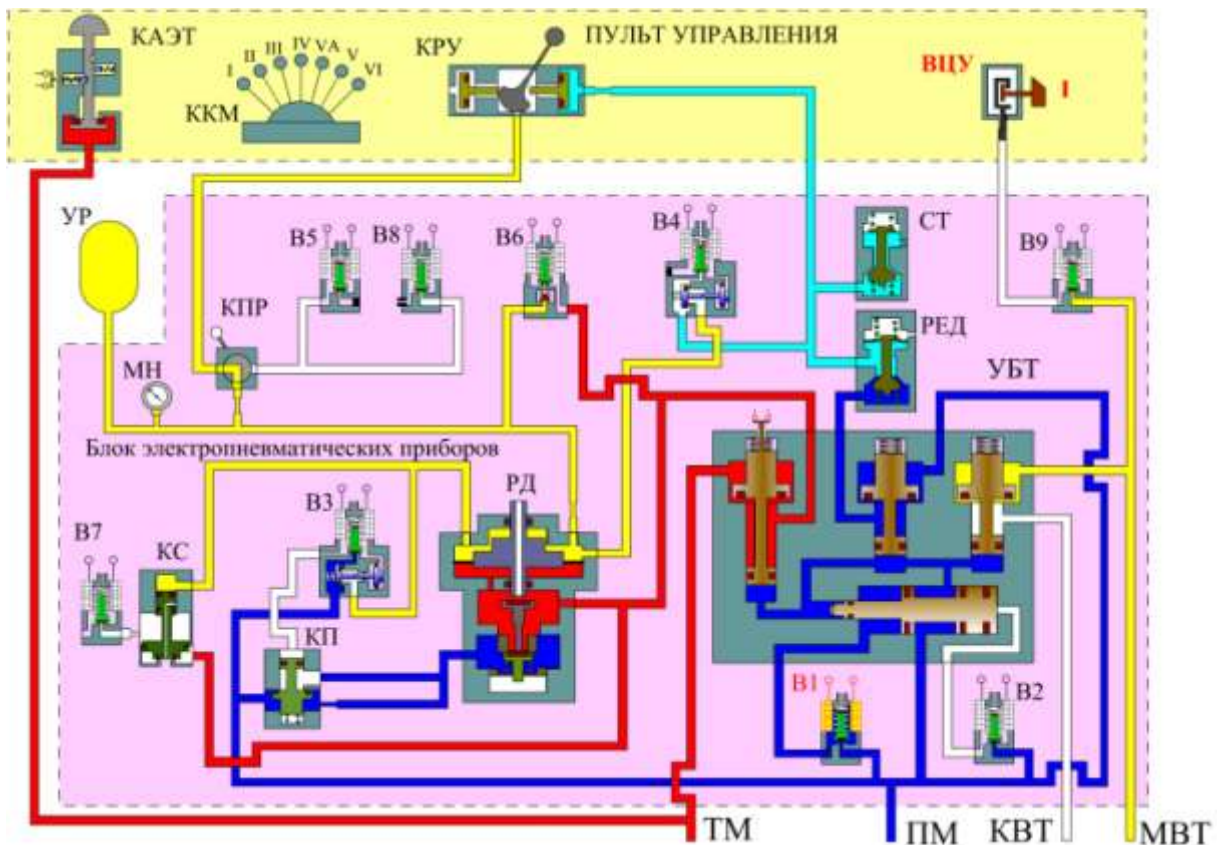 КАЭТ
I II III IV VA V VI
ККМ
КРУ
ПУЛЬТ УПРАВЛЕНИЯ
ВЦУ
I
УР
В5
В8
В6
В4
СТ
В9
КПР
РЕД
МН
УБТ
Блок электропневматических приборов
РД
В3
В7
КС
КП
В1
В2
ТМ
ПМ
КВТ
МВТ